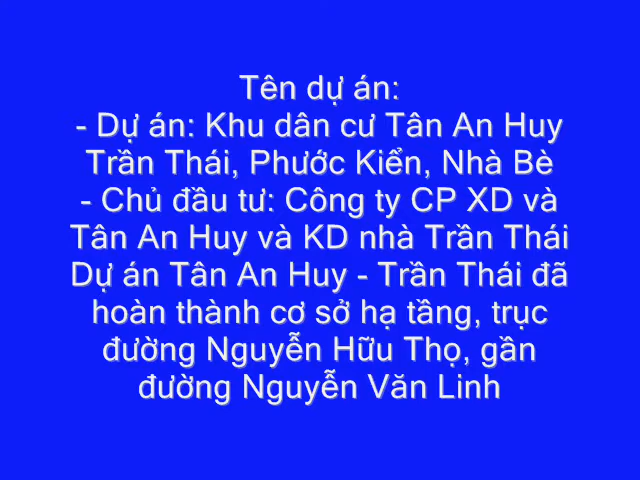 Tên dự án:
- Dự án: Khu dân cư Tân An Huy
Trần Thái, Phước Kiển, Nhà Bè
- Chủ đầu tư: Công ty CP XD và
Tân An Huy và KD nhà Trần Thái
Dự án Tân An Huy - Trần Thái đã
hoàn thành cơ sở hạ tầng, trục
đường Nguyễn Hữu Thọ, gần
đường Nguyễn Văn Linh